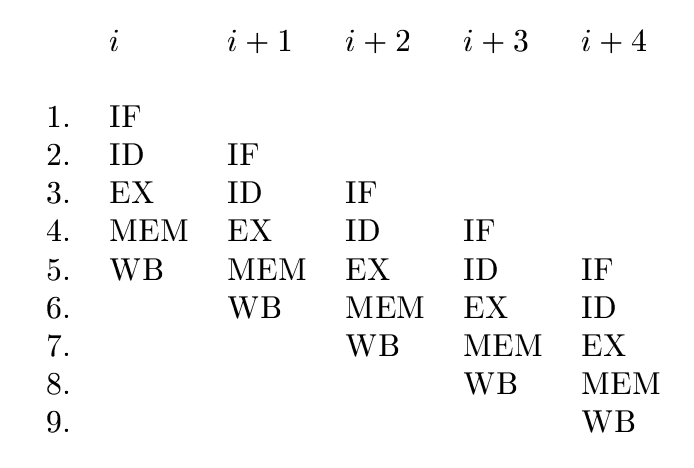 i i + 1 i + 2 i + 3 i + 4
1. IF
2. ID IF
3. EX ID IF
4. MEM EX ID IF
5. WB MEM EX ID IF
6. WB MEM EX ID
7. WB MEM EX
8. WB MEM
9. WB